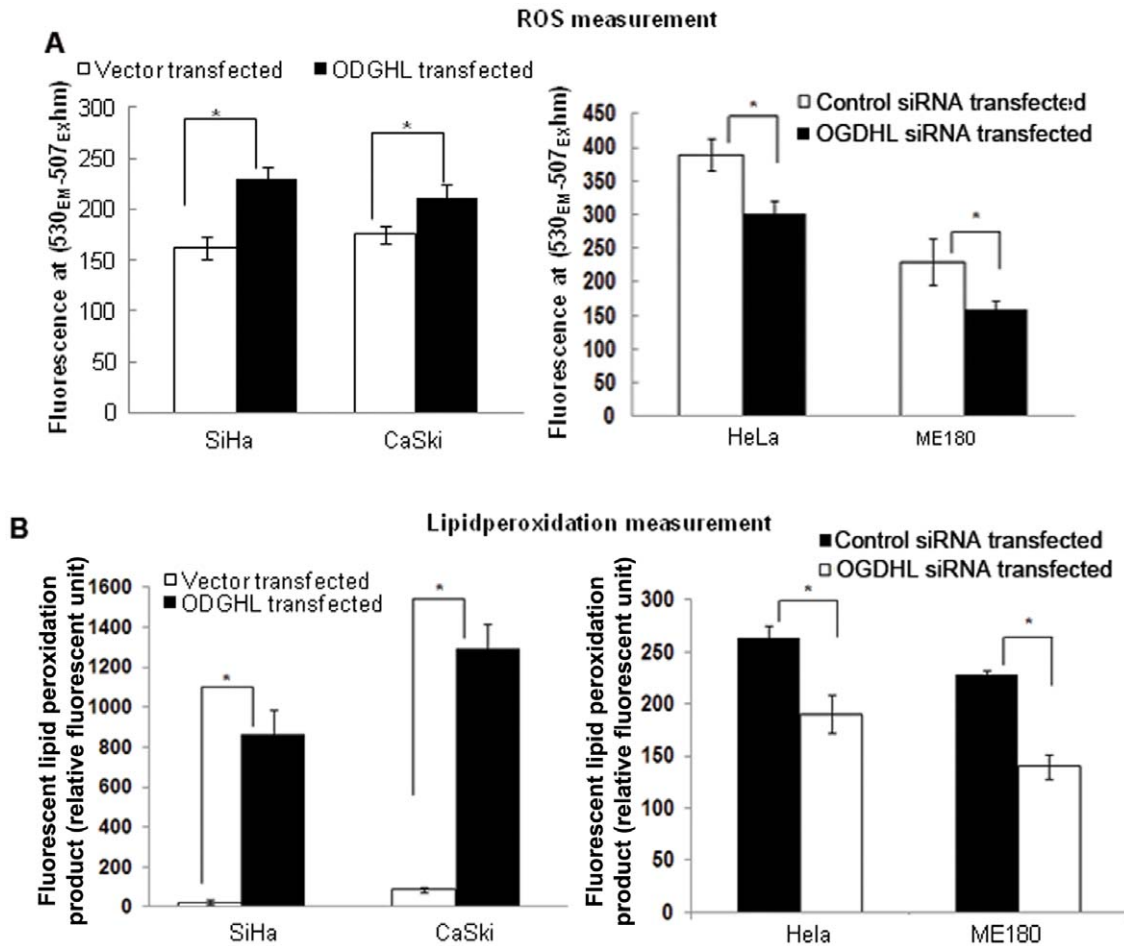 ROS measurement
A
Vector transfected ODGHL transfected
Fluorescence at (530EM-507EXhm)
300
250
200
150
100
50
0
*
*
SiHa CaSki
Control siRNA transfected
OGDHL siRNA transfected
Fluorescence at (530EM-507EXhm)
450
400
350
300
250
200
150
100
50
0
*
*
HeLa ME180
B
Lipidperoxidation measurement
Vector transfected
ODGHL transfected
Fluorescent lipid peroxidation
product (relative fluorescent unit)
1600
1400
1200
1000
800
600
400
200
0
*
*
SiHa CaSki
Control siRNA transfected
OGDHL siRNA transfected
Fluorescent lipid peroxidation
product (relative fluorescent unit)
300
250
200
150
100
50
0
*
*
Hela ME180